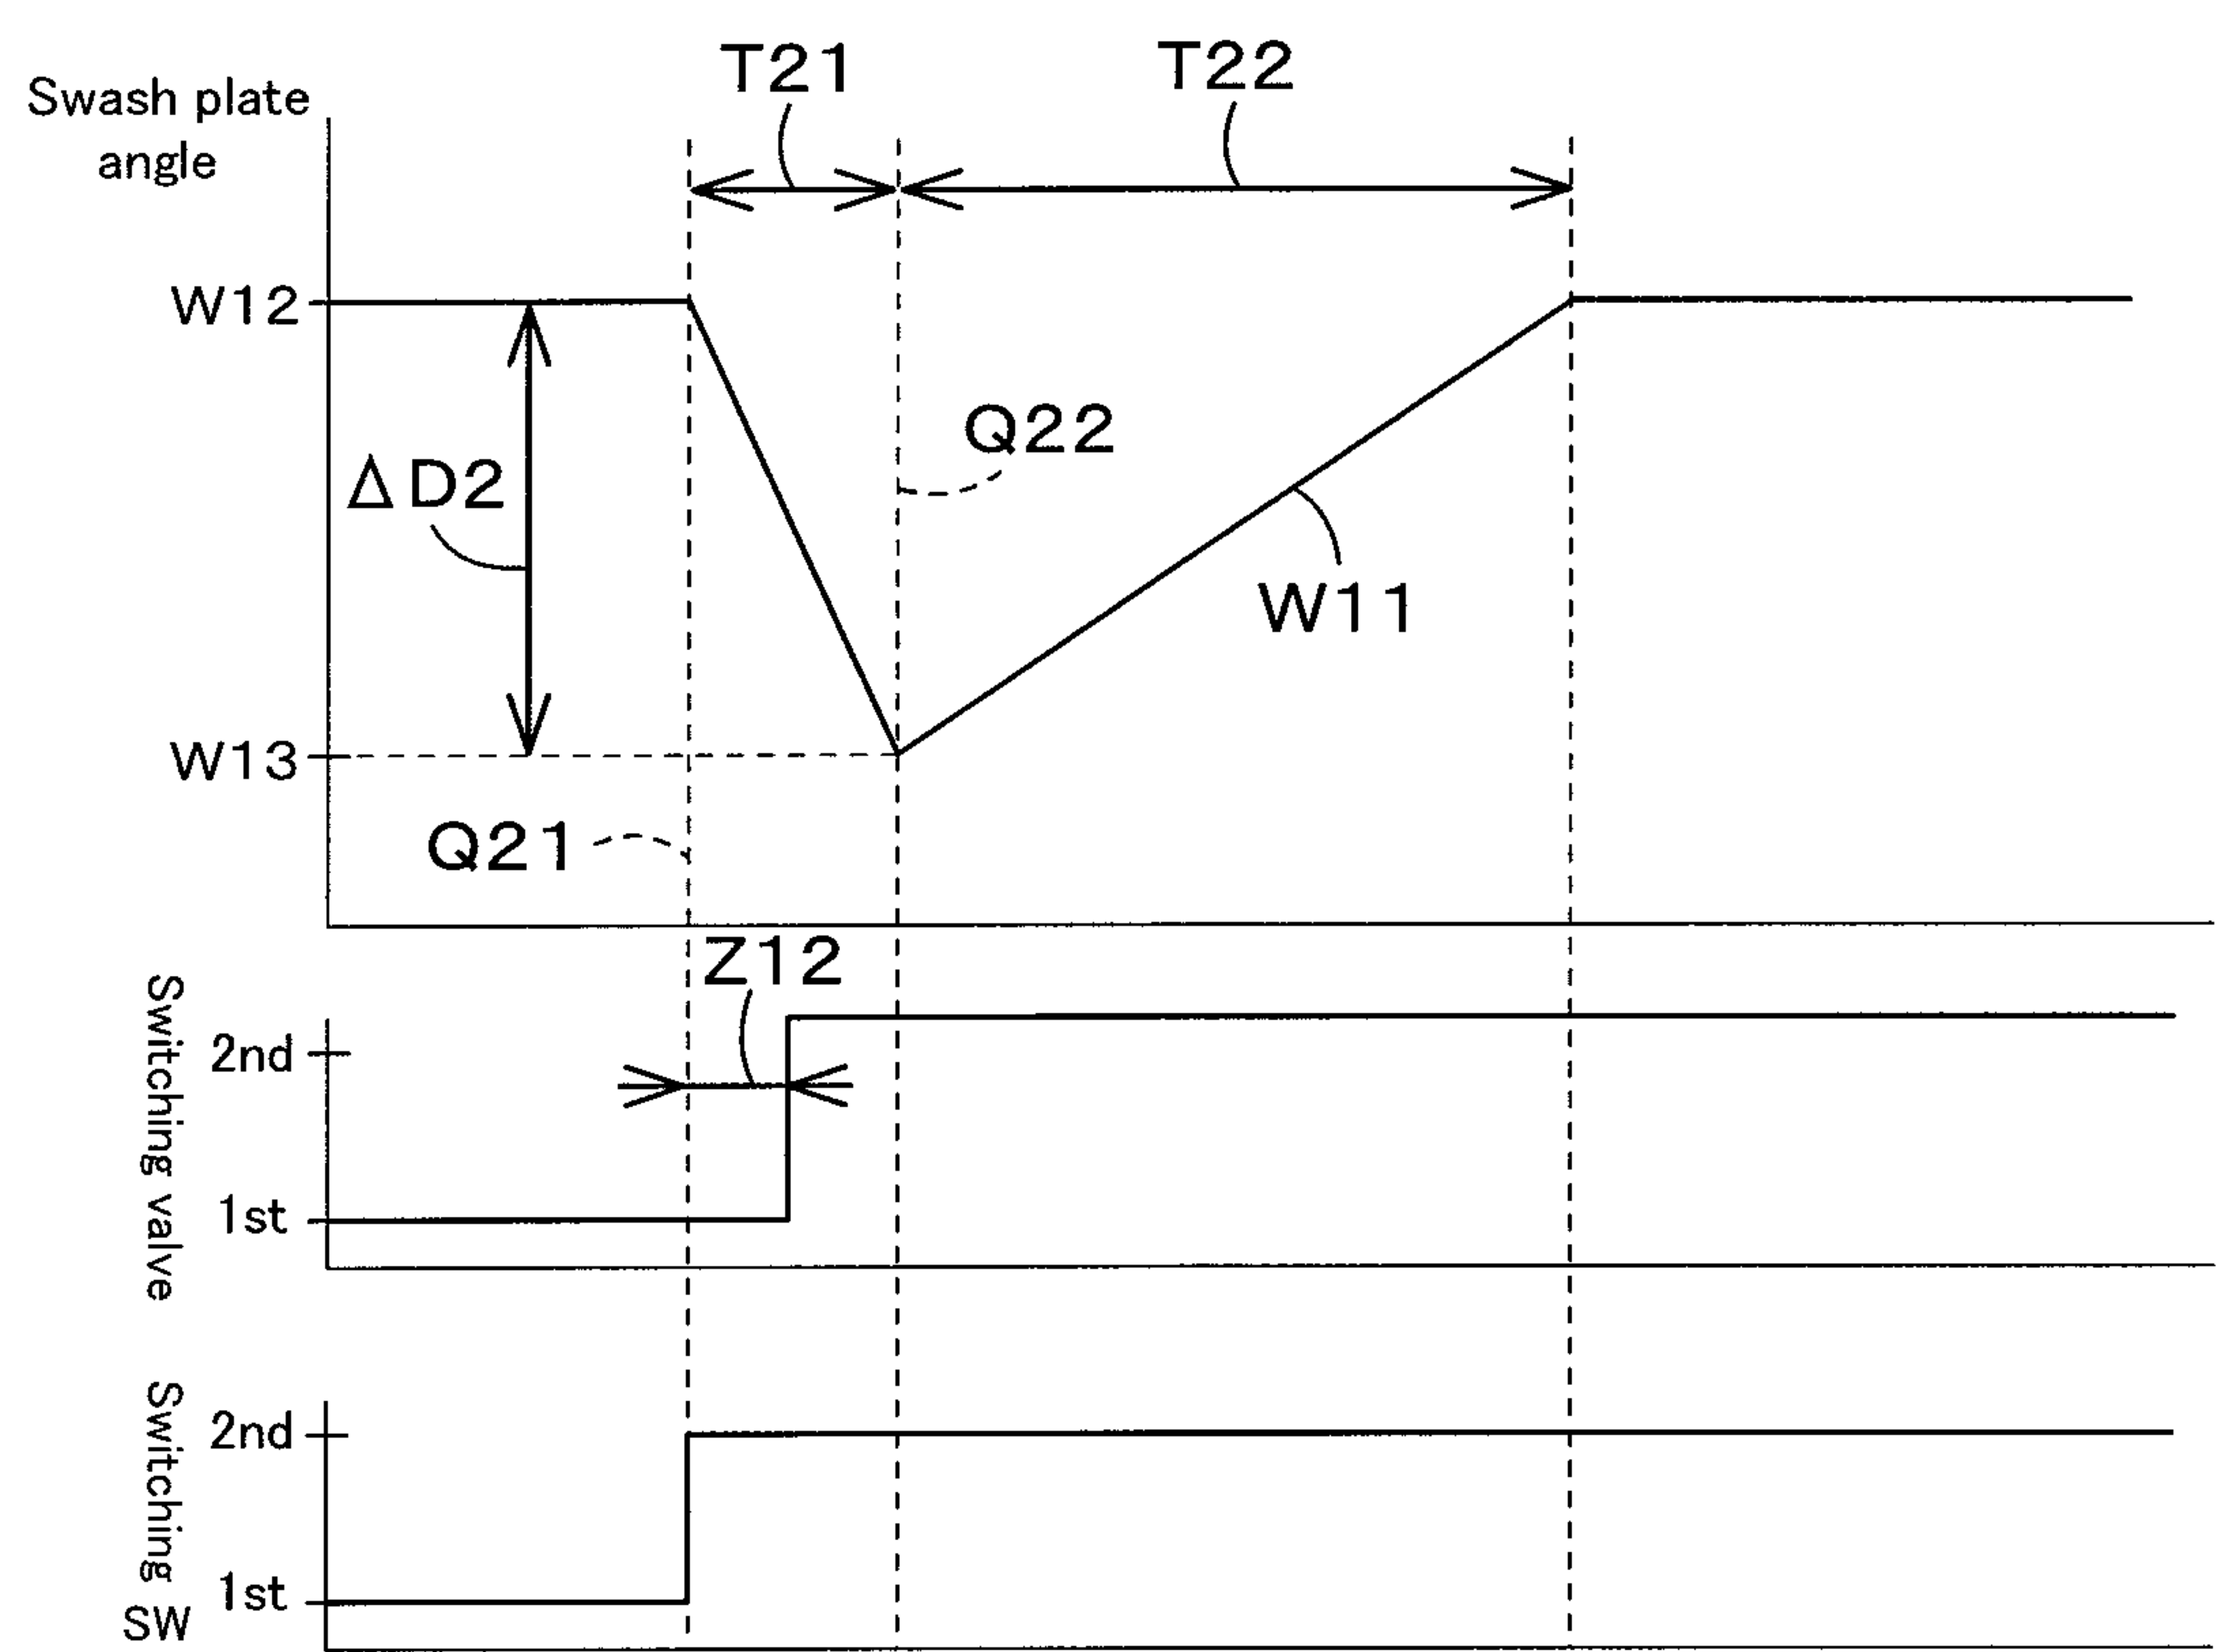 T21
T22
Swash plate
angle
W12
Q22
ΔD2
W11
W13
Q21
Z12
Switching valve
2nd
1st
Switching
SW
2nd
1st